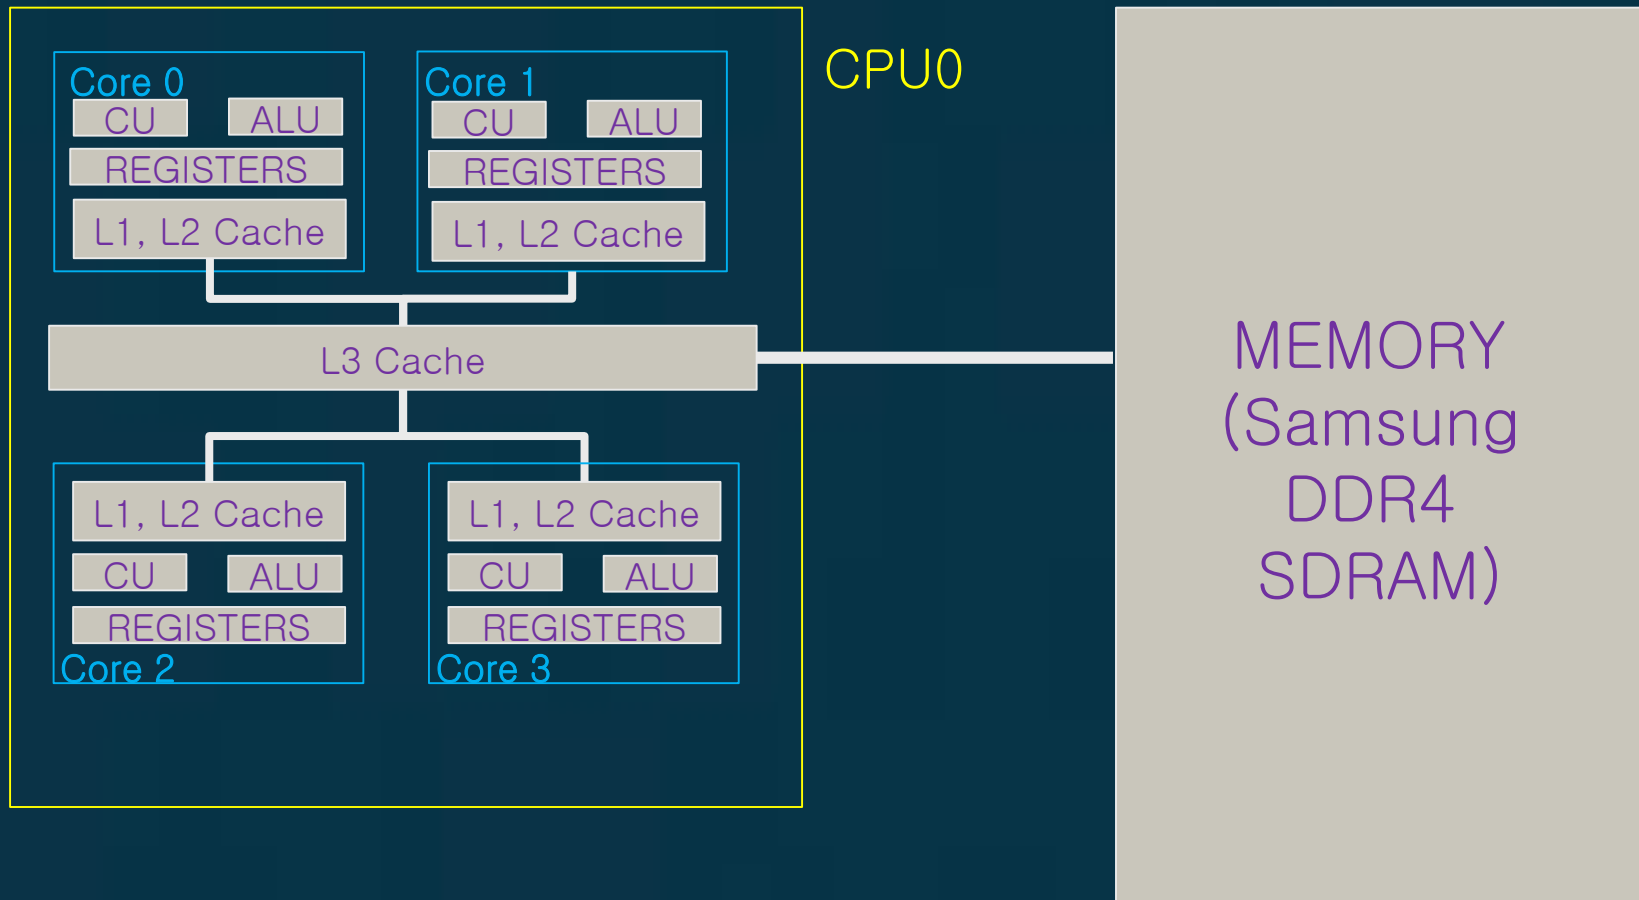 CPU0
Core 0
CU
ALU
REGISTERS
L1, L2 Cache
Core 1
CU
ALU
REGISTERS
L1, L2 Cache
L3 Cache
L1, L2 Cache
CU
ALU
REGISTERS
Core 2
L1, L2 Cache
CU
ALU
REGISTERS
Core 3
MEMORY
(Samsung
DDR4
SDRAM)